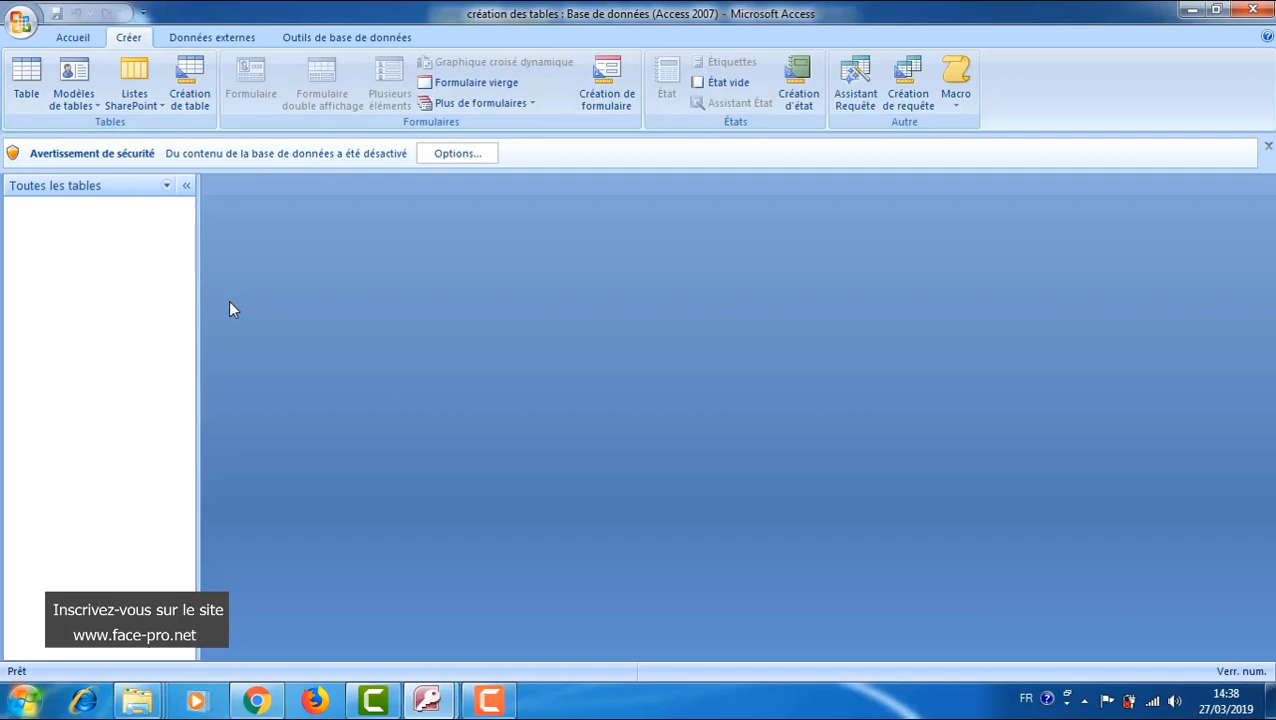 création des tables : Base de données (Access 2007) - Microsoft Access
Accueil Créer Données externes Outils de base de données
Table
Modèles de tables
Listes SharePoint
Création de table
Tables
Formulaire
Formulaire double affichage
Plusieurs éléments
Graphique croisé dynamique
Formulaire vierge
Plus de formulaires
Création de formulaire
Formulaires
État
Étiquettes
État vide
Assistant État
Création d'état
États
Assistant Requête
Création de requête
Macro
Autre
Avertissement de sécurité Du contenu de la base de données a été désactivé Options...
Toutes les tables
Inscrivez-vous sur le site
www.face-pro.net
Prêt Verr. num.
FR 14:38
27/03/2019